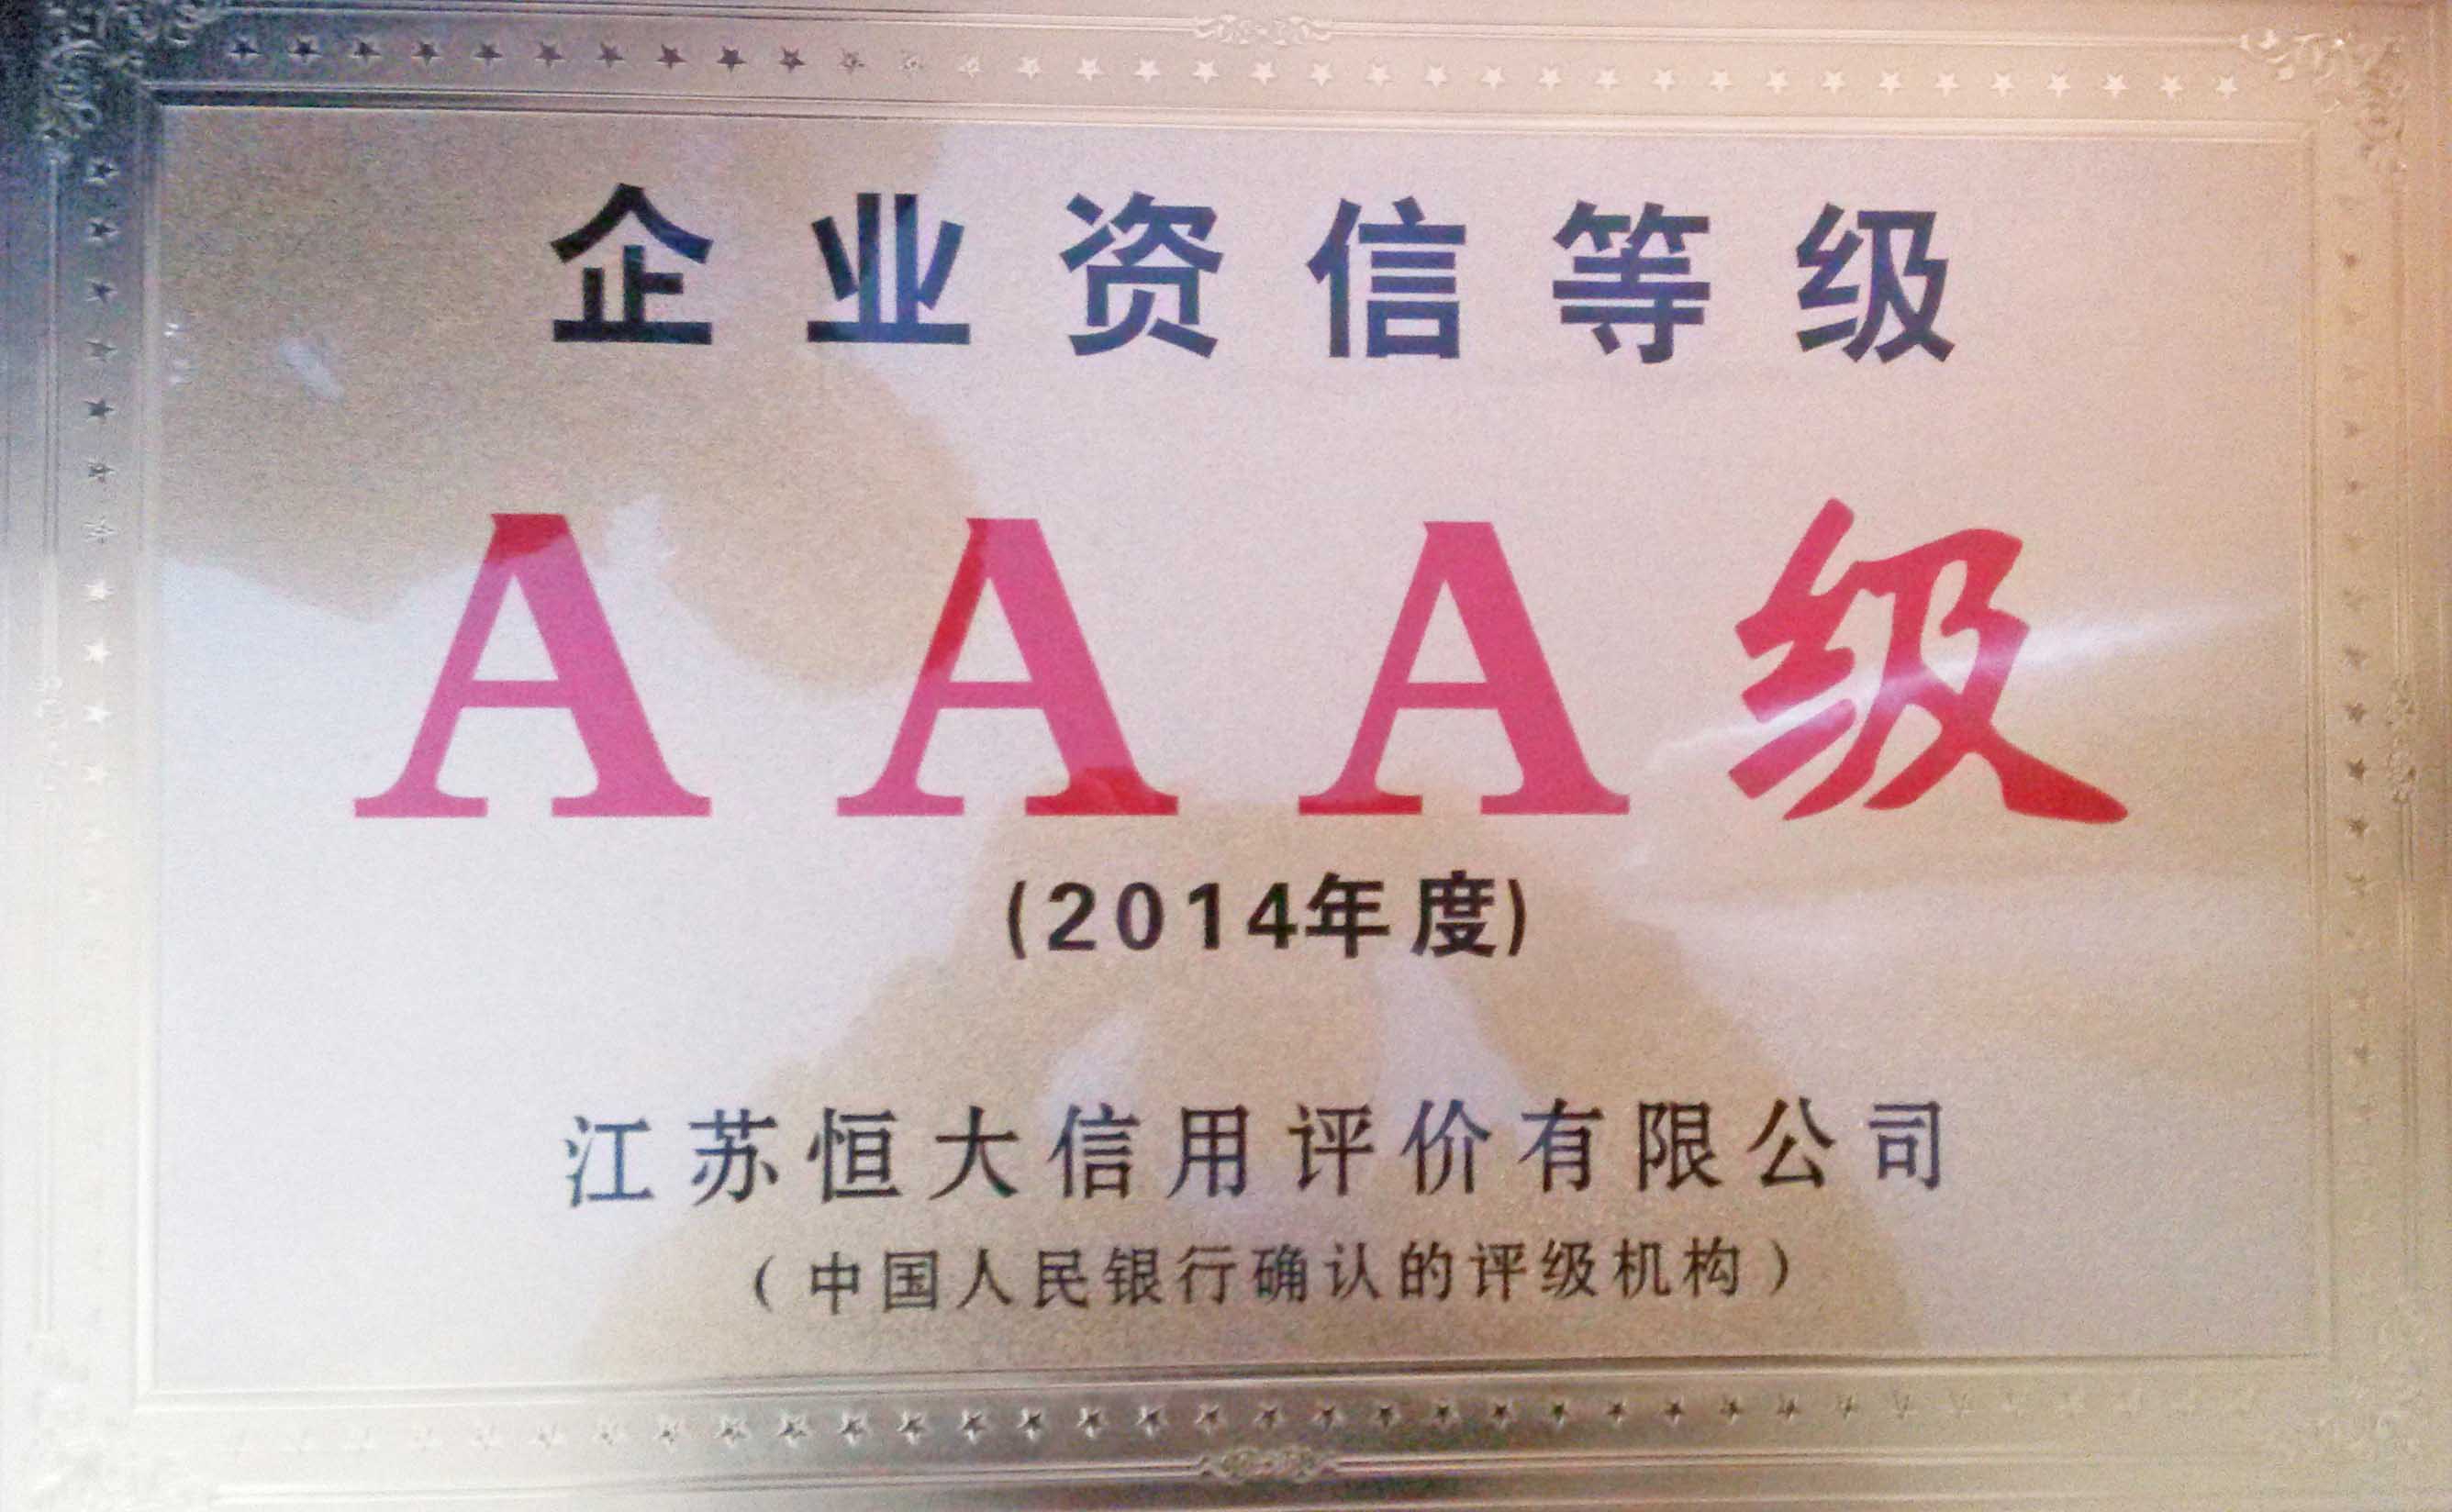 企业资信等级
AAA级
(2014年度)
江苏恒大信用评价有限公司
（中国人民银行确认的评级机构）